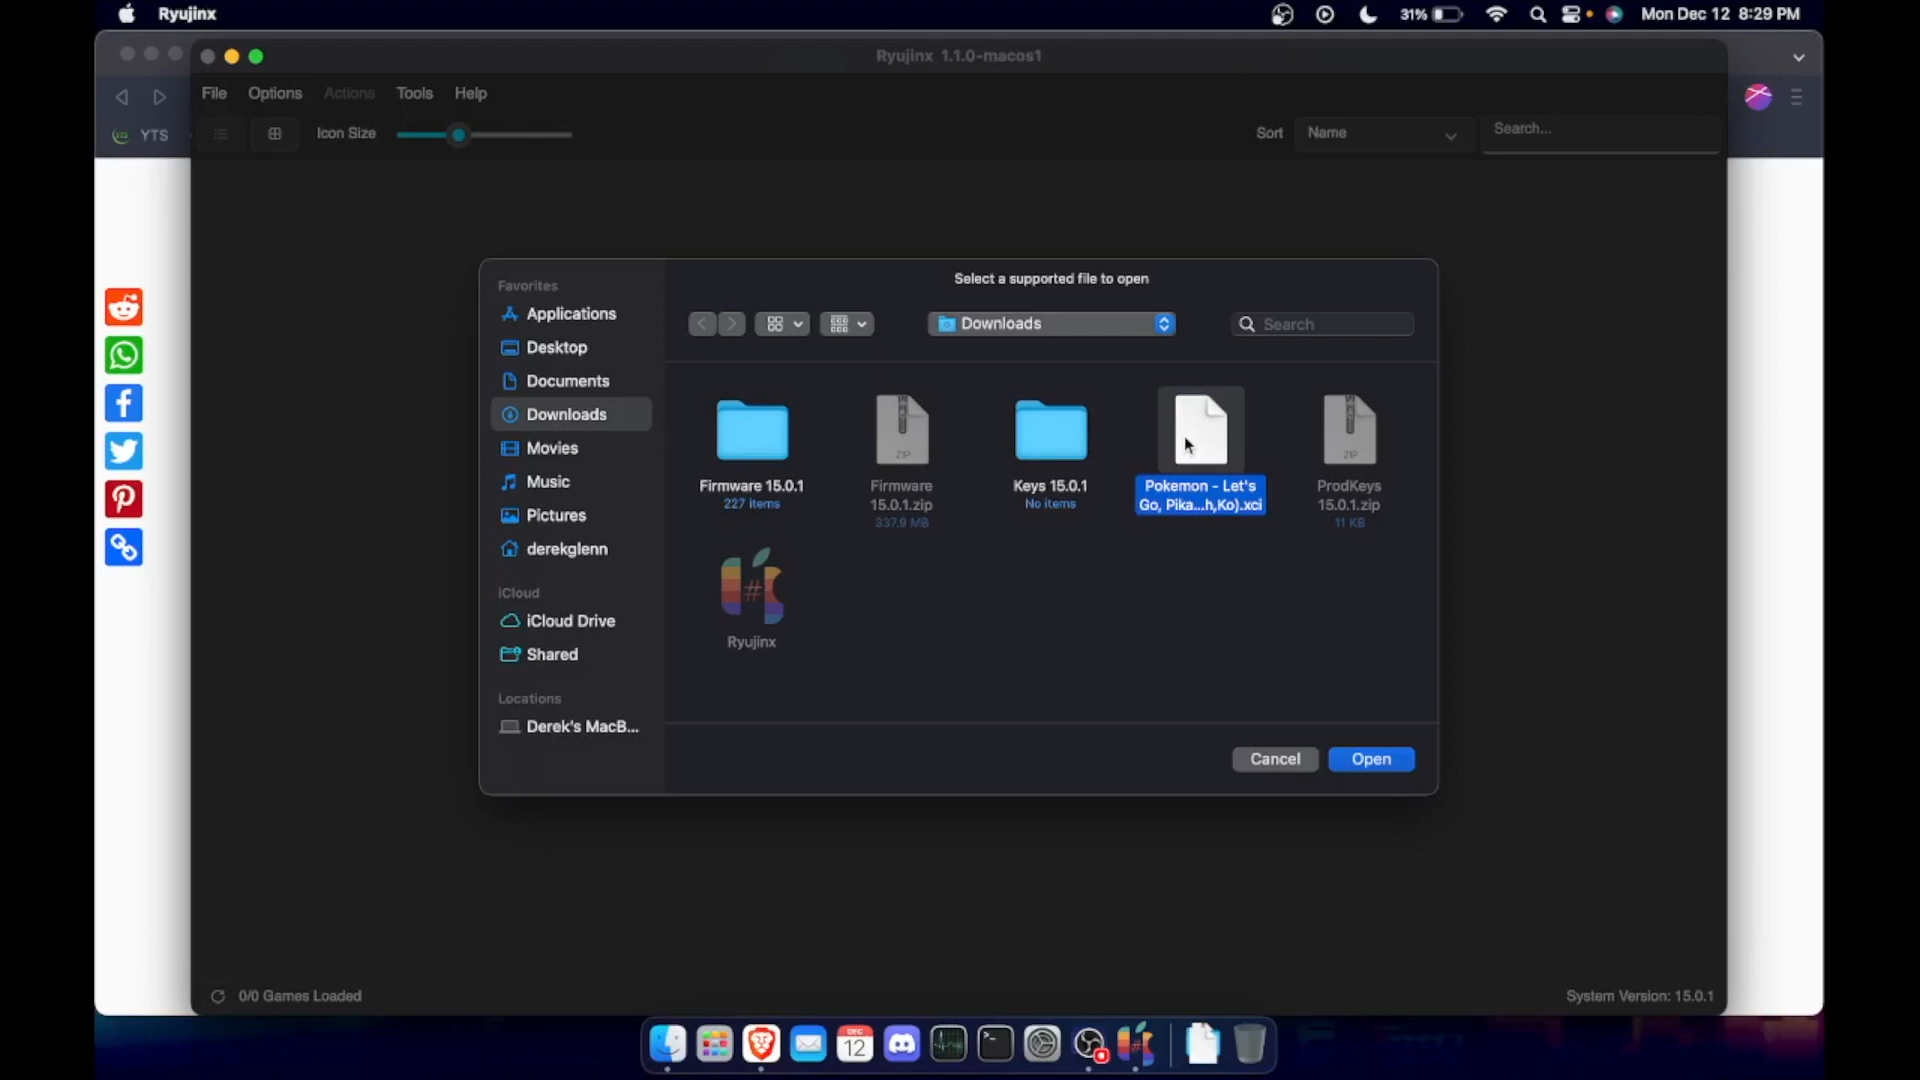 Ryujinx
31%
Mon Dec 12 8:29 PM
Ryujinx 1.1.0-macos1
File Options Actions Tools Help
YTS
Icon Size
Sort
Name
Search...
Select a supported file to open
Favorites
Applications
Desktop
Documents
Downloads
Movies
Music
Pictures
derekglenn
iCloud
iCloud Drive
Shared
Locations
Derek's MacB...
Downloads
Search
Firmware 15.0.1
227 items
ZIP
Firmware
15.0.1.zip
337.9 MB
Keys 15.0.1
No items
Pokemon - Let's
Go, Pika...h,Ko).xci
ZIP
ProdKeys
15.0.1.zip
11 KB
#
Ryujinx
Cancel
Open
0/0 Games Loaded
System Version: 15.0.1
DEC
12